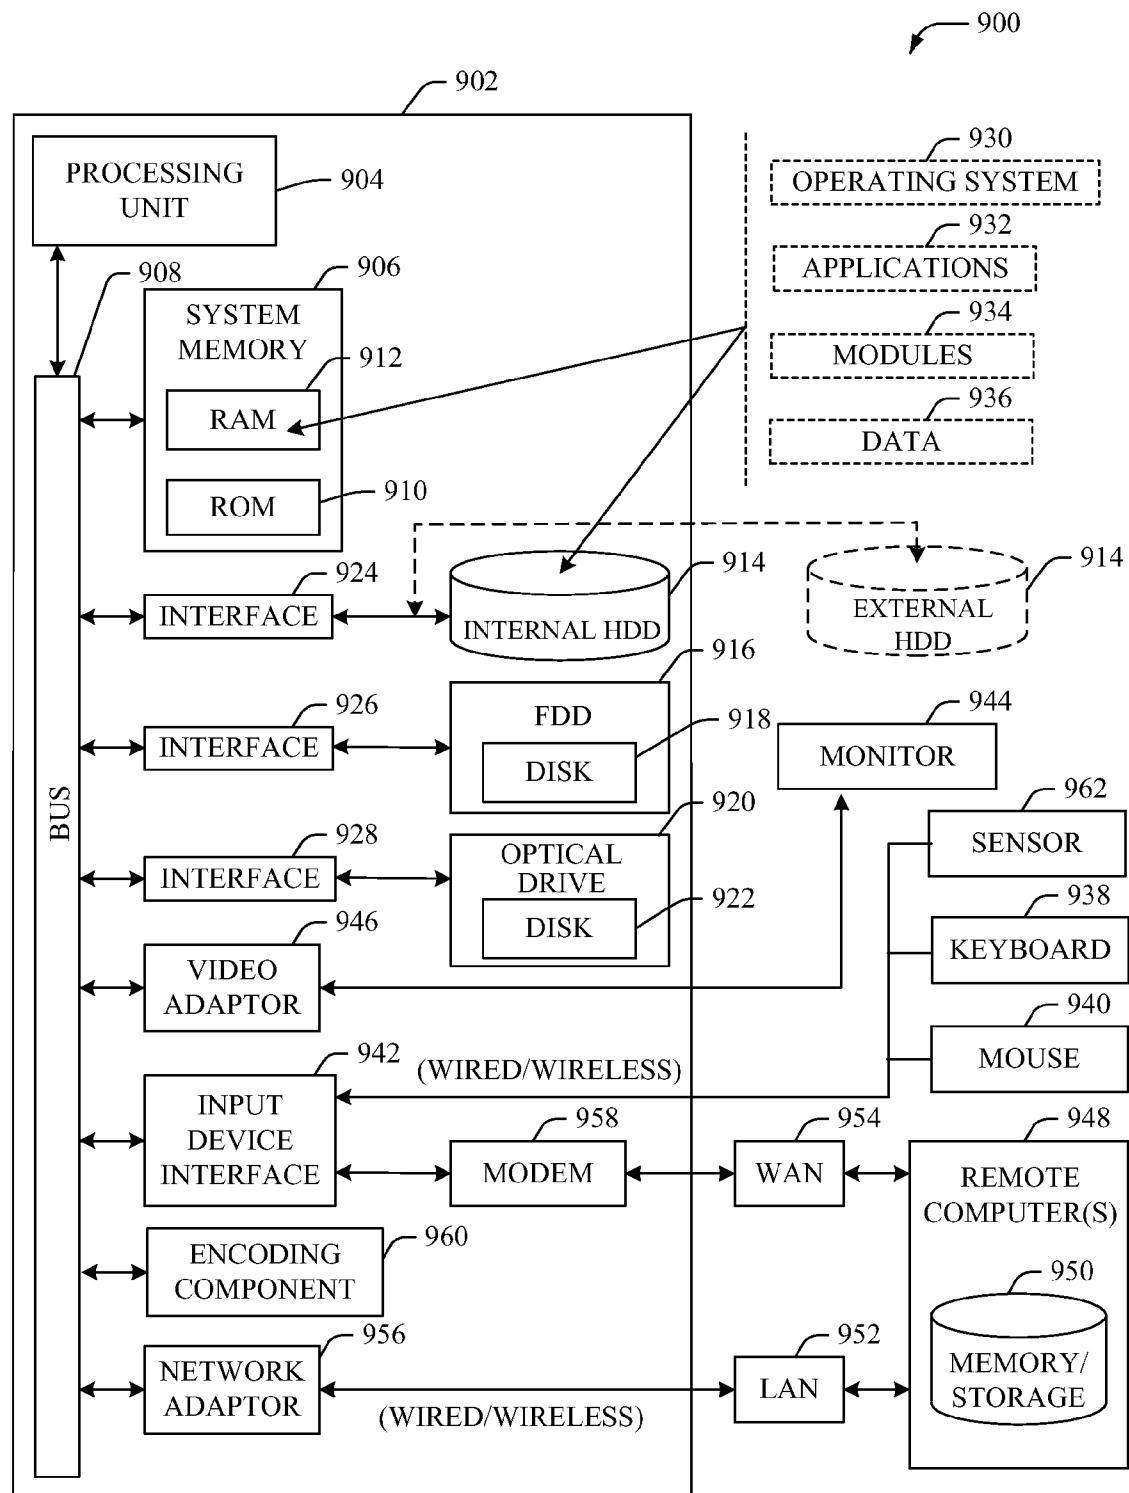 900
902
PROCESSING
UNIT
904
930
OPERATING SYSTEM
932
APPLICATIONS
934
MODULES
936
DATA
908
906
SYSTEM
MEMORY
912
RAM
910
ROM
BUS
924
INTERFACE
914
INTERNAL HDD
914
EXTERNAL
HDD
926
INTERFACE
916
FDD
918
DISK
944
MONITOR
928
INTERFACE
920
OPTICAL
DRIVE
922
DISK
962
SENSOR
938
KEYBOARD
940
MOUSE
946
VIDEO
ADAPTOR
942
INPUT
DEVICE
INTERFACE
(WIRED/WIRELESS)
958
MODEM
954
WAN
948
REMOTE
COMPUTER(S)
950
MEMORY/
STORAGE
960
ENCODING
COMPONENT
956
NETWORK
ADAPTOR
(WIRED/WIRELESS)
952
LAN